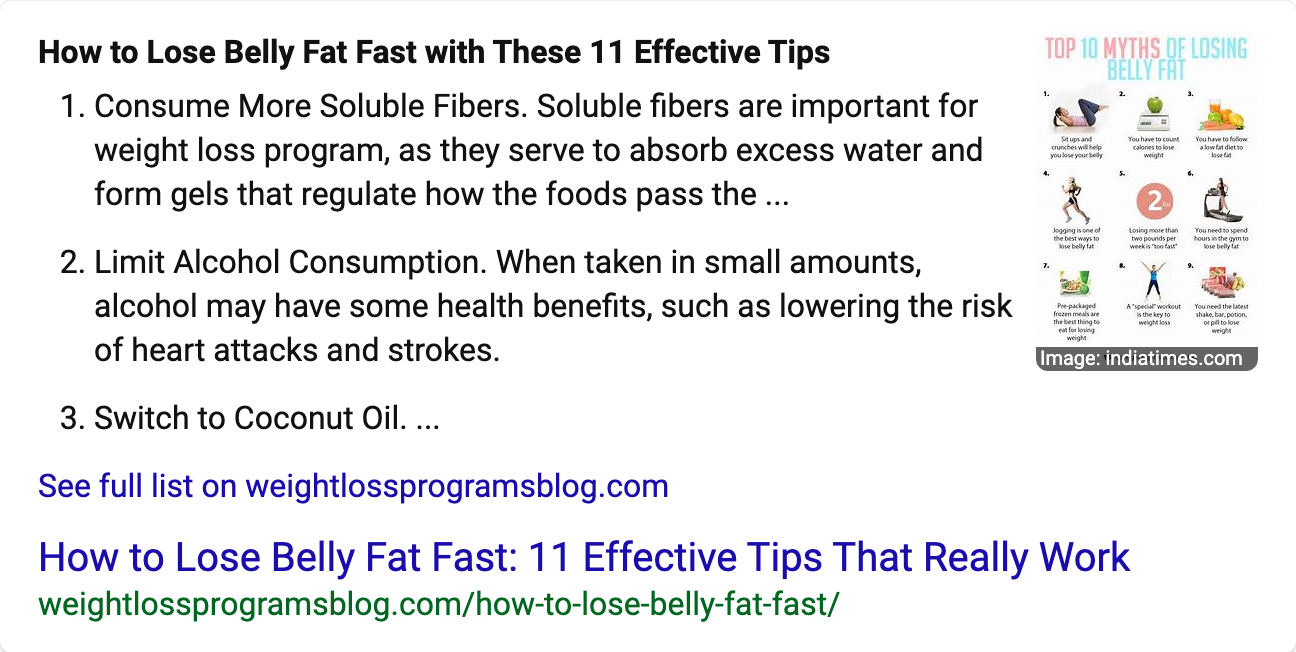 How to Lose Belly Fat Fast with These 11 Effective Tips
1. Consume More Soluble Fibers. Soluble fibers are important for
weight loss program, as they serve to absorb excess water and
form gels that regulate how the foods pass the ...
2. Limit Alcohol Consumption. When taken in small amounts,
alcohol may have some health benefits, such as lowering the risk
of heart attacks and strokes.
3. Switch to Coconut Oil. ...
TOP 10 MYTHS OF LOSING
BELLY FAT
1.
Sit ups and
crunches will help
you lose your belly
2.
You have to count
calories to lose
weight
3.
You have to follow
a low fat diet to
lose fat
4.
Jogging is one of
the best ways to
lose belly fat
5.
2 lbs
Losing more than
two pounds per
week is "too fast"
6.
You need to spend
hours in the gym to
lose belly fat
7.
Pre-packaged
frozen meals are
the best thing to
eat for losing
weight
8.
A "special" workout
is the key to
weight loss
9.
You need the latest
shake, bar, potion,
or pill to lose
weight
Image: indiatimes.com
See full list on weightlossprogramsblog.com
How to Lose Belly Fat Fast: 11 Effective Tips That Really Work
weightlossprogramsblog.com/how-to-lose-belly-fat-fast/